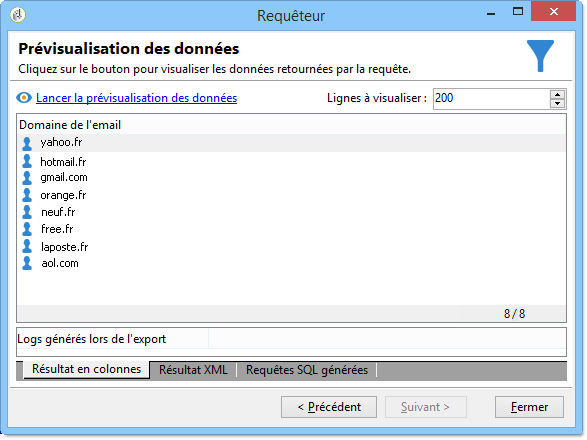 Requêteur
Prévisualisation des données
Cliquez sur le bouton pour visualiser les données retournées par la requête.
Lancer la prévisualisation des données Lignes à visualiser : 200
Domaine de l'email
yahoo.fr
hotmail.fr
gmail.com
orange.fr
neuf.fr
free.fr
laposte.fr
aol.com
8 / 8
Logs générés lors de l'export
Résultat en colonnes Résultat XML Requêtes SQL générées
< Précédent Suivant > Fermer